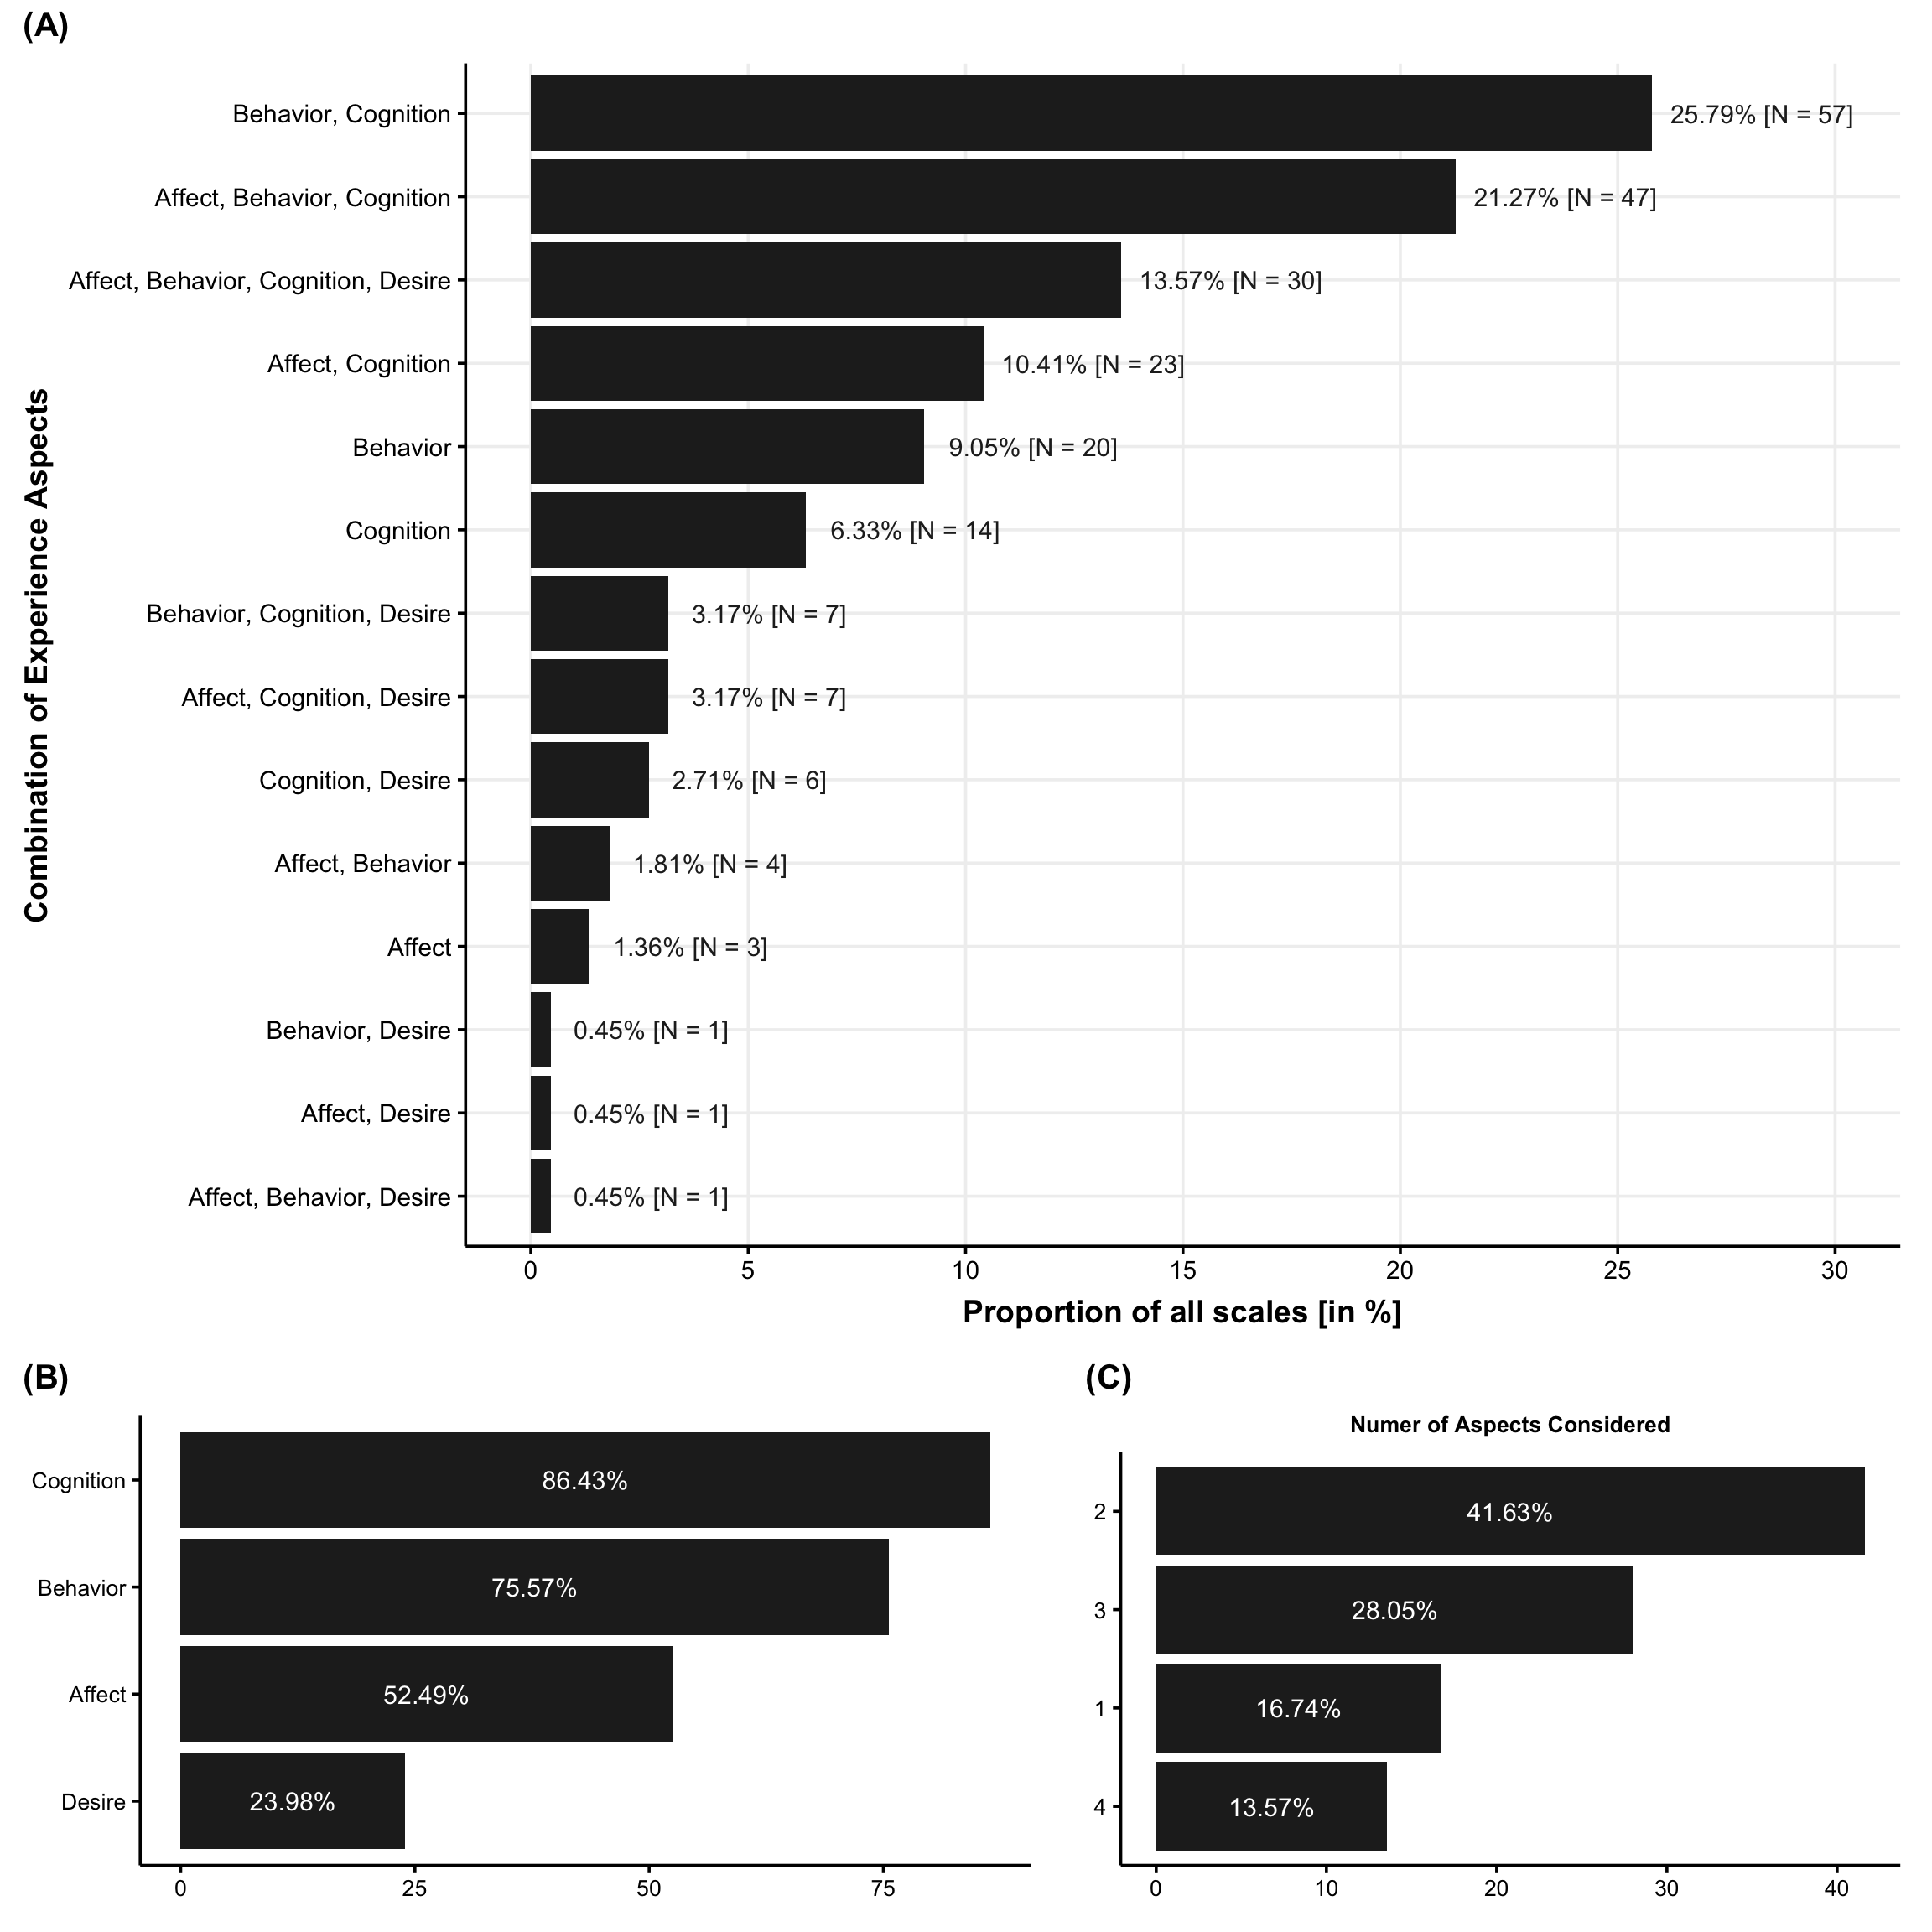 (A)
Combination of Experience Aspects
Behavior, Cognition
25.79% [N = 57]
Affect, Behavior, Cognition
21.27% [N = 47]
Affect, Behavior, Cognition, Desire
13.57% [N = 30]
Affect, Cognition
10.41% [N = 23]
Behavior
9.05% [N = 20]
Cognition
6.33% [N = 14]
Behavior, Cognition, Desire
3.17% [N = 7]
Affect, Cognition, Desire
3.17% [N = 7]
Cognition, Desire
2.71% [N = 6]
Affect, Behavior
1.81% [N = 4]
Affect
1.36% [N = 3]
Behavior, Desire
0.45% [N = 1]
Affect, Desire
0.45% [N = 1]
Affect, Behavior, Desire
0.45% [N = 1]
0 5 10 15 20 25 30
Proportion of all scales [in %]
(B)
Cognition
86.43%
Behavior
75.57%
Affect
52.49%
Desire
23.98%
0 25 50 75
(C)
Numer of Aspects Considered
2
41.63%
3
28.05%
1
16.74%
4
13.57%
0 10 20 30 40